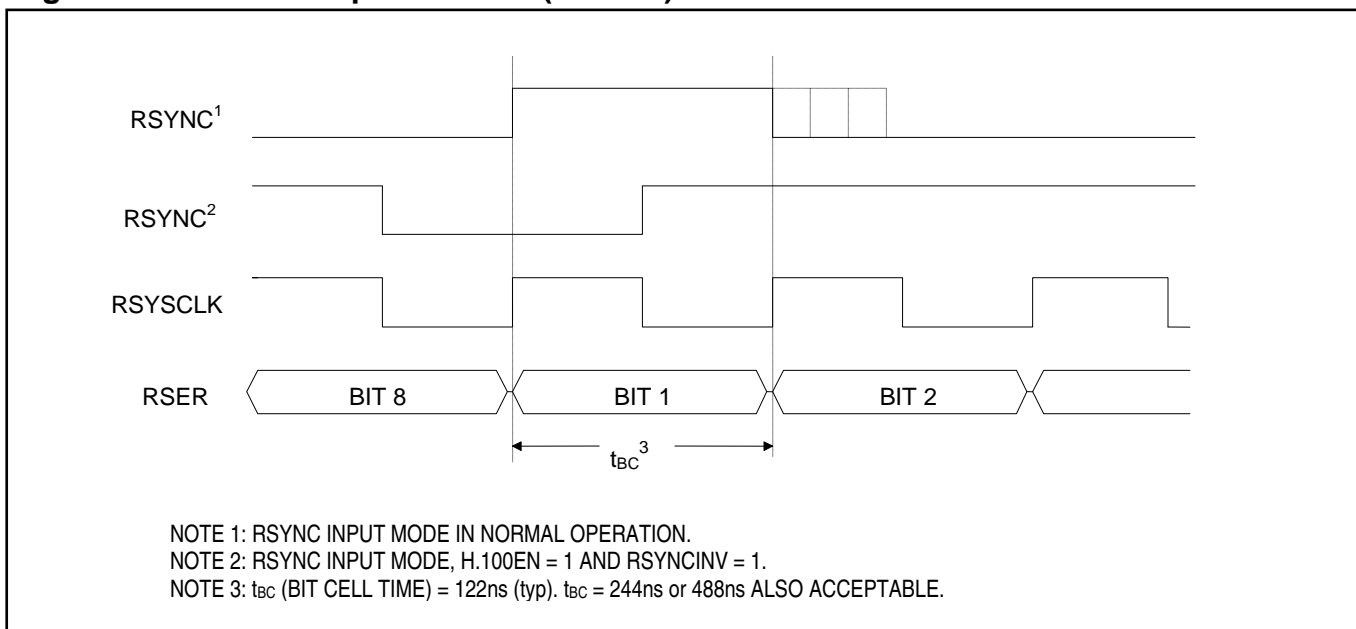 RSYNC¹
RSYNC²
RSYSCLK
RSER
BIT 8
BIT 1
BIT 2
tBC³
NOTE 1: RSYNC INPUT MODE IN NORMAL OPERATION.
NOTE 2: RSYNC INPUT MODE, H.100EN = 1 AND RSYNCINV = 1.
NOTE 3: tBC (BIT CELL TIME) = 122ns (typ). tBC = 244ns or 488ns ALSO ACCEPTABLE.